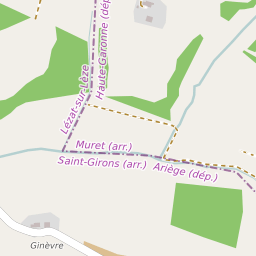 Lézat-sur-Lèze
Haute-Garonne (dép
Muret (arr.)
Saint-Girons (arr.)
Ariège (dép.)
Ginèvre